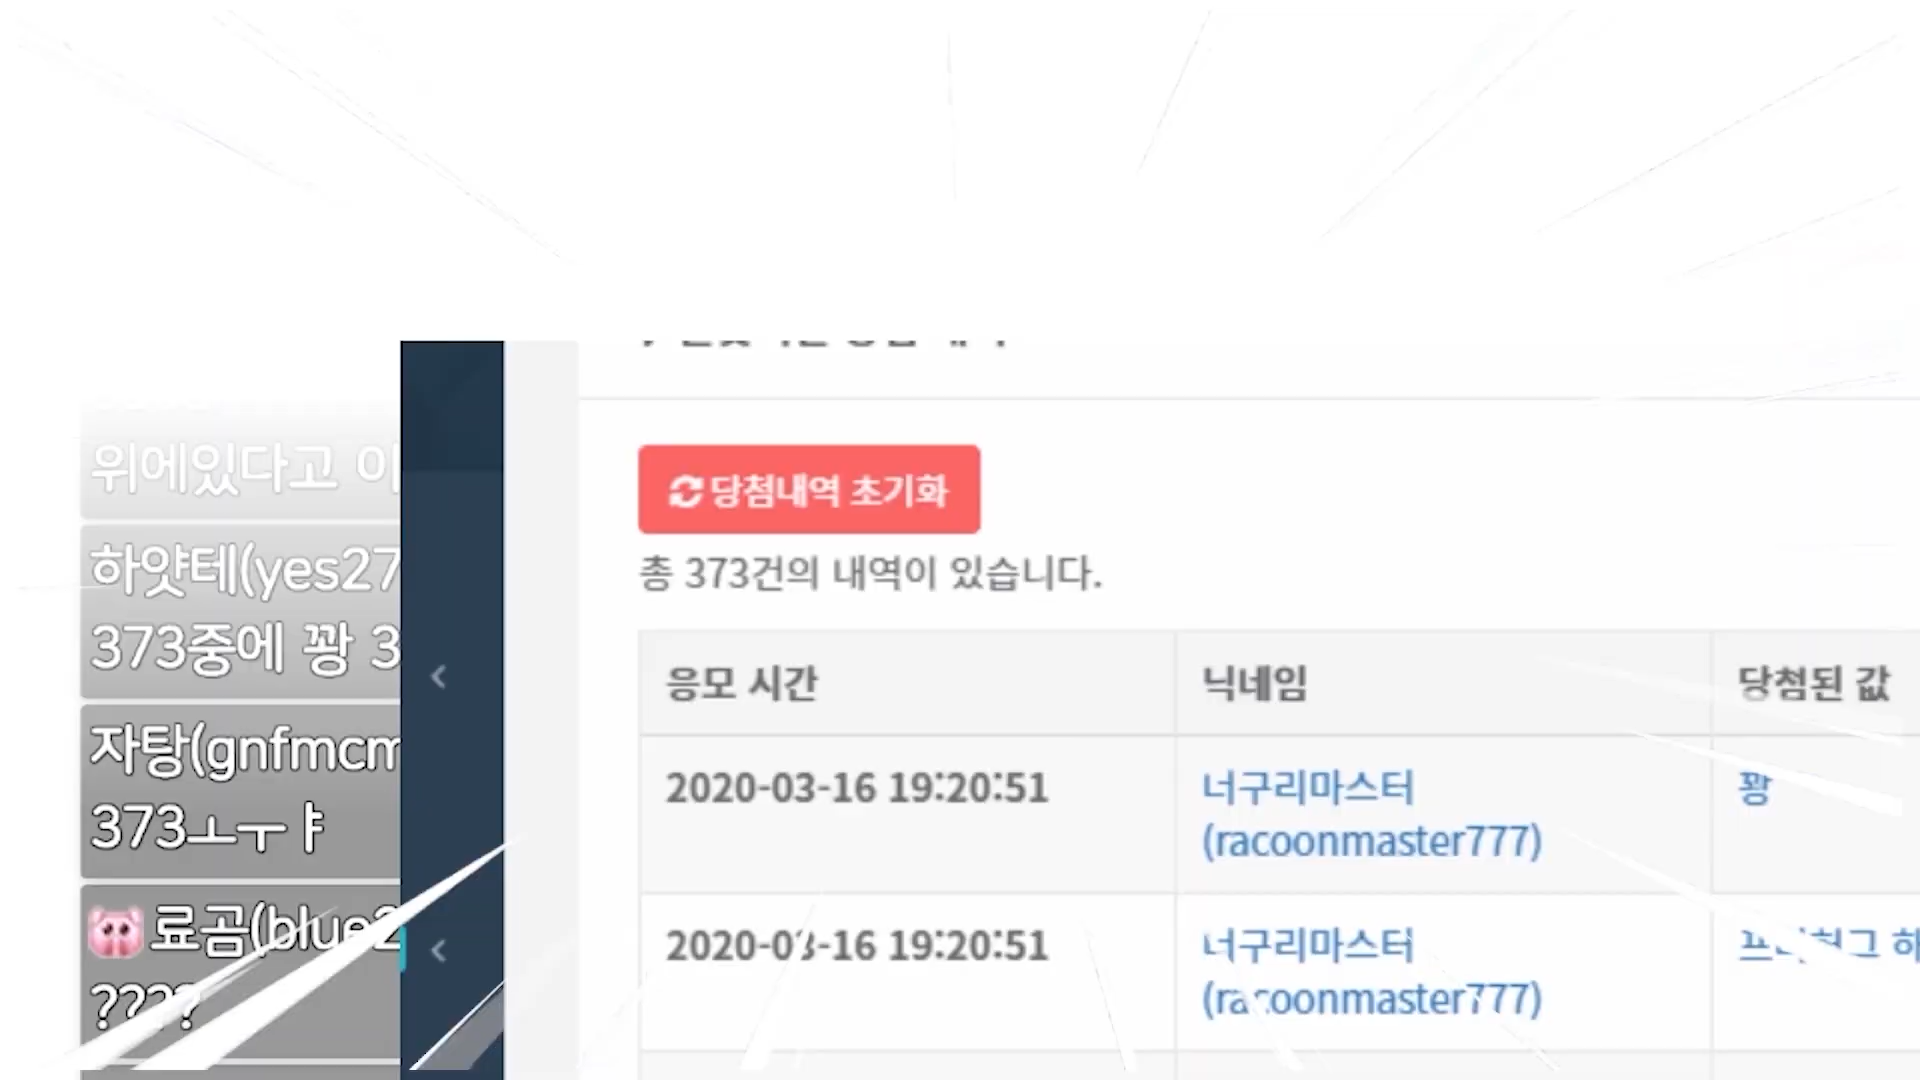 위에있다고 이
하얏테(yes27
373중에 꽝 3
자탕(gnfmcm
373ㅗㅜㅑ
료곰(blue2
????
당첨내역 초기화
총 373건의 내역이 있습니다.
응모 시간 닉네임 당첨된 값
2020-03-16 19:20:51 너구리마스터 꽝
(racoonmaster777)
2020-03-16 19:20:51 너구리마스터
(racoonmaster777)